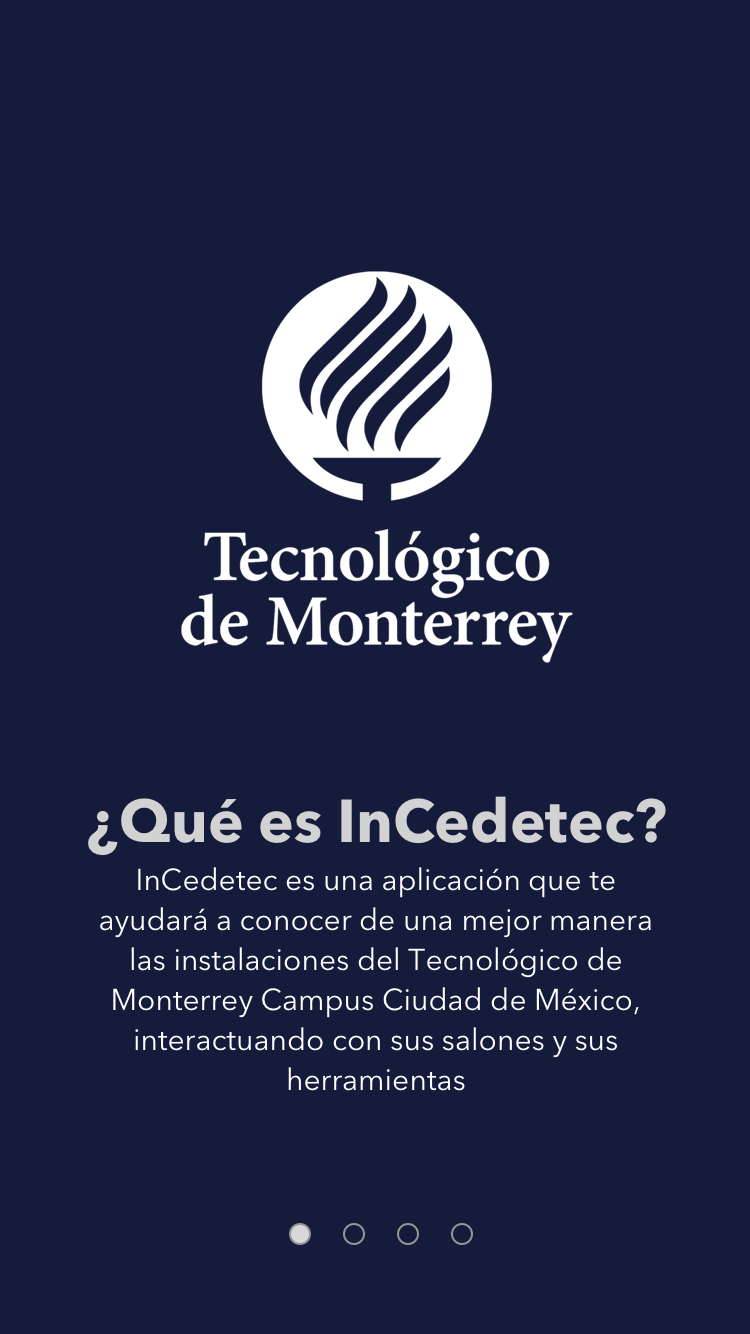 Tecnológico
de Monterrey
¿Qué es InCedetec?
InCedetec es una aplicación que te
ayudará a conocer de una mejor manera
las instalaciones del Tecnológico de
Monterrey Campus Ciudad de México,
interactuando con sus salones y sus
herramientas